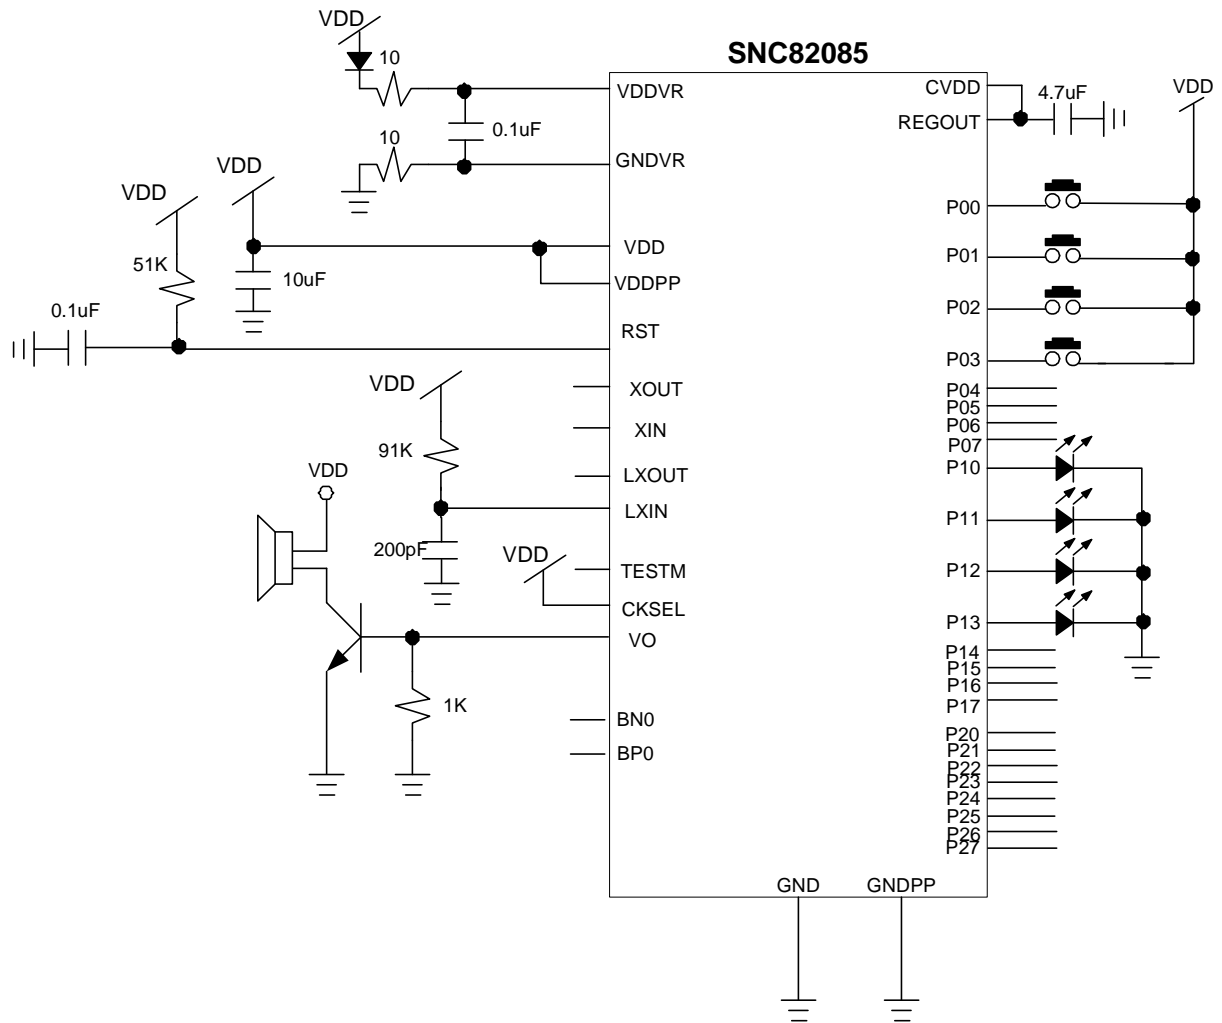 VDD
SNC82085
10
VDDVR
CVDD
4.7uF
VDD
REGOUT
0.1uF
10
GNDVR
VDD
VDD
P00
VDD
P01
51K
10uF
VDDPP
0.1uF
P02
RST
P03
VDD
XOUT
P04
P05
XIN
P06
P07
91K
VDD
LXOUT
P10
LXIN
P11
200pF
VDD
TESTM
P12
CKSEL
P13
VO
P14
P15
P16
1K
P17
BN0
P20
BP0
P21
P22
P23
P24
P25
P26
P27
GND
GNDPP